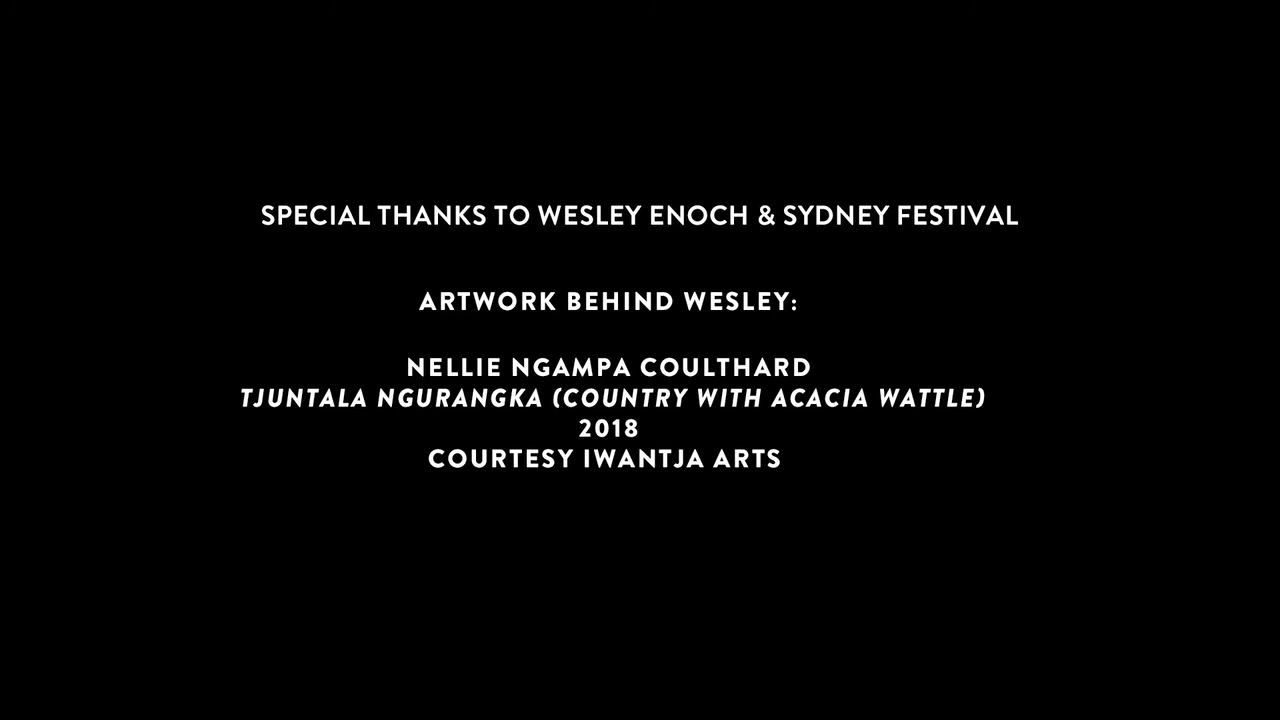 SPECIAL THANKS TO WESLEY ENOCH & SYDNEY FESTIVAL
ARTWORK BEHIND WESLEY:
NELLIE NGAMPA COULTHARD
TJUNTALA NGURANGKA (COUNTRY WITH ACACIA WATTLE)
2018
COURTESY IWANTJA ARTS